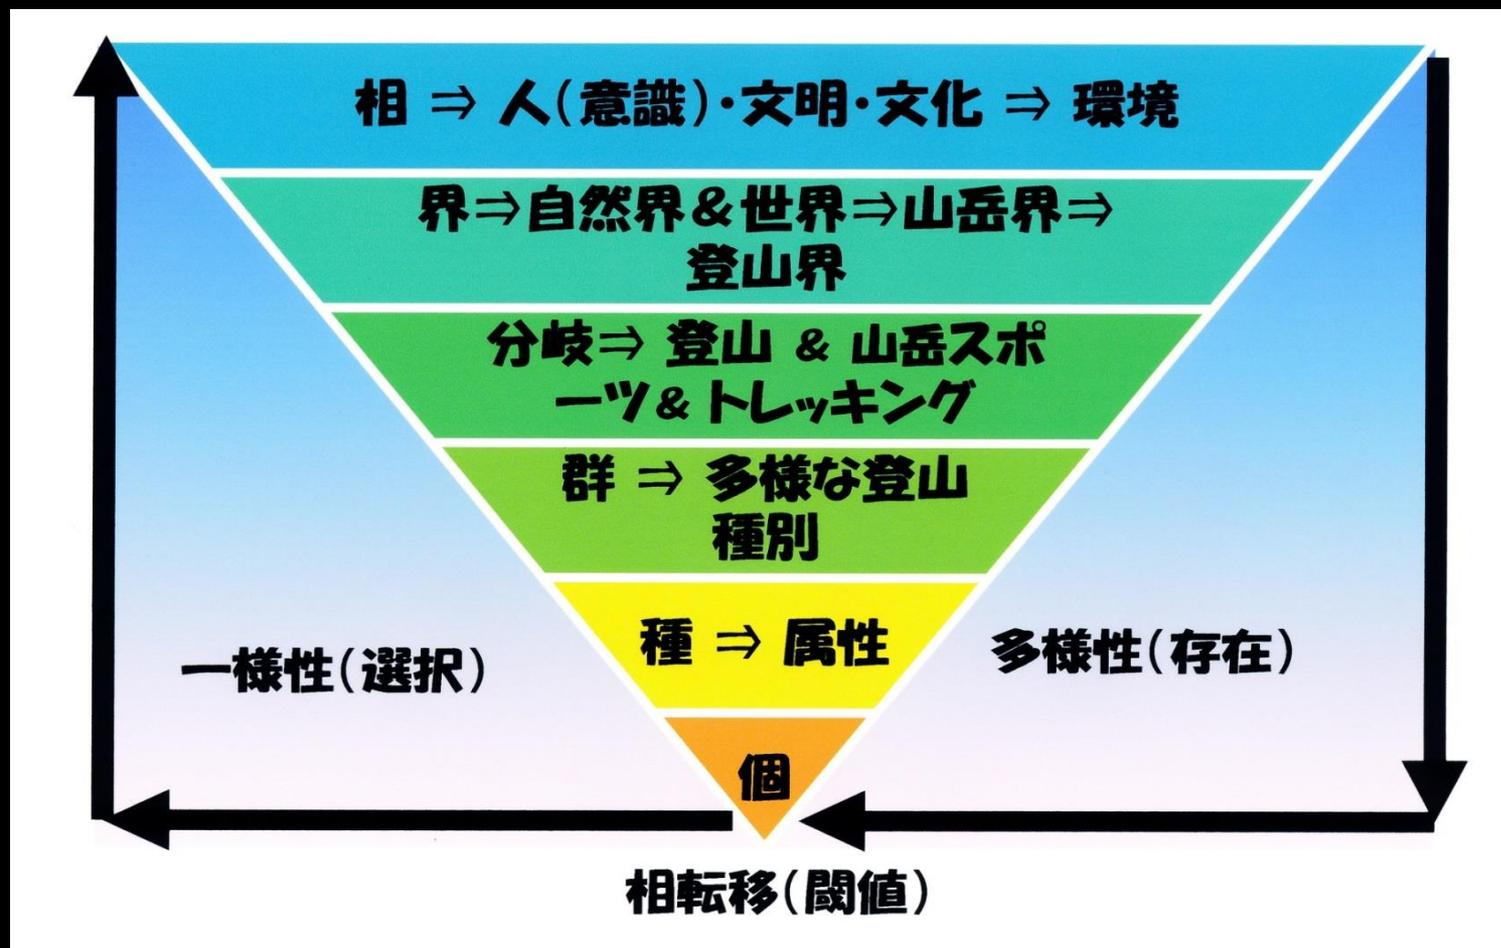 相 ⇒ 人(意識)・文明・文化 ⇒ 環境
界⇒自然界&世界⇒山岳界⇒
登山界
分岐⇒ 登山 & 山岳スポ
ーツ& トレッキング
群 ⇒ 多様な登山
種別
種 ⇒ 属性
一様性(選択)
多様性(存在)
個
相転移(閾値)